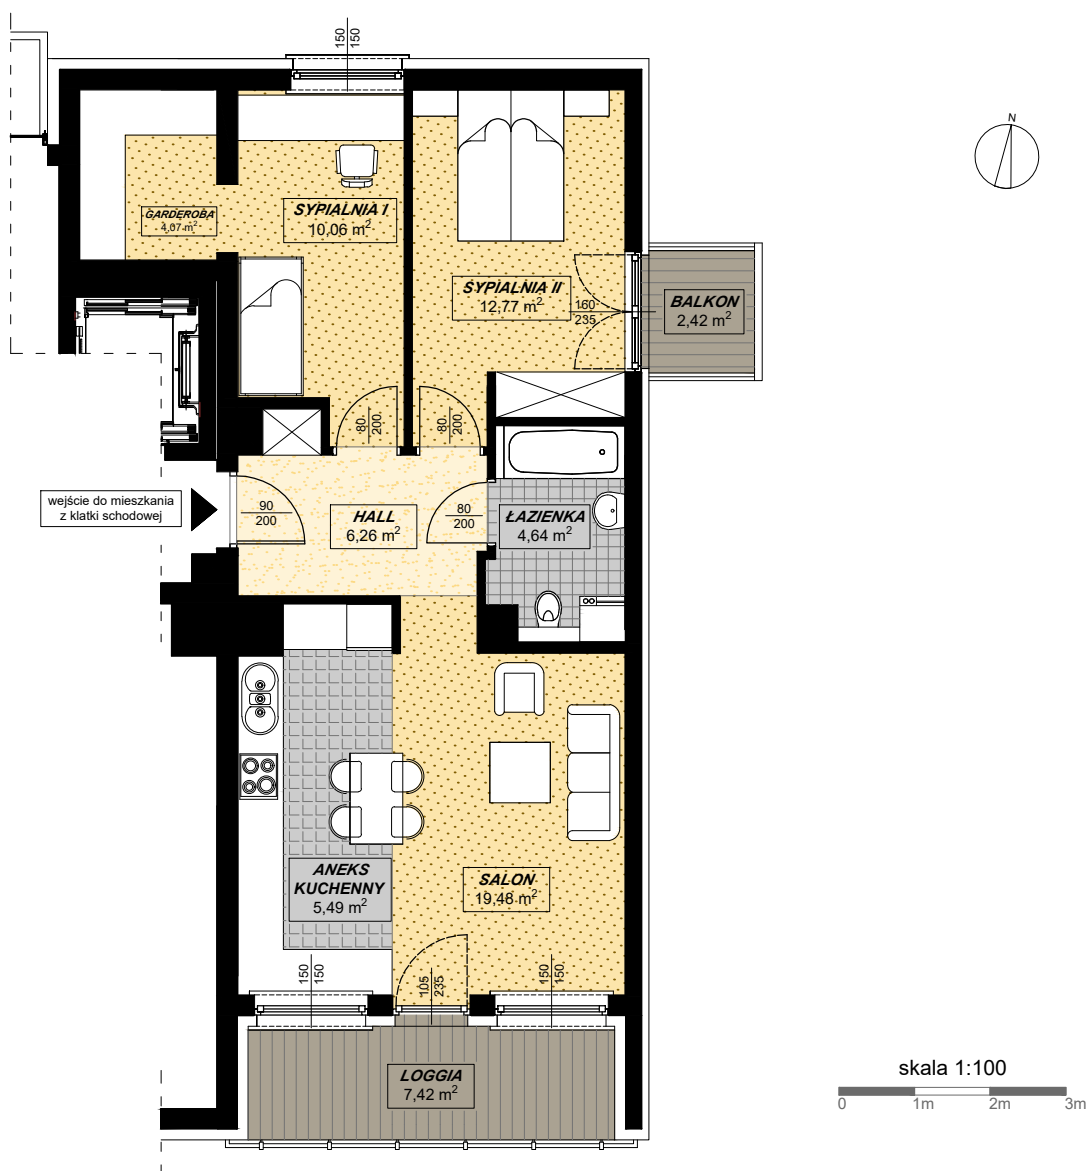 150
150
N
GARDEROBA
4,07 m²
SYPIALNIA I
10,06 m²
SYPIALNIA II
12,77 m²
160
235
BALKON
2,42 m²
80
200
80
200
wejście do mieszkania
z klatki schodowej
90
200
HALL
6,26 m²
80
200
ŁAZIENKA
4,64 m²
ANEKS
KUCHENNY
5,49 m²
SALON
19,48 m²
150
150
105
235
150
150
LOGGIA
7,42 m²
skala 1:100
0 1m 2m 3m